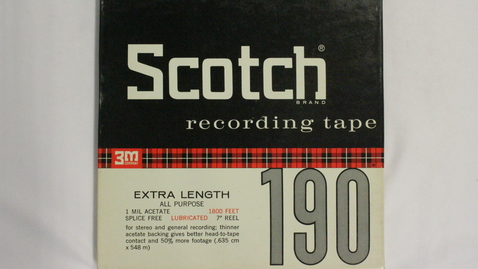 Scotch®
BRAND
recording tape
3M
EXTRA LENGTH
ALL PURPOSE
1 MIL ACETATE 1800 FEET
SPLICE FREE LUBRICATED 7" REEL
for stereo and general recording; thinner
acetate backing gives better head-to-tape
contact and 50% more footage (.635 cm
x 548 m)
190